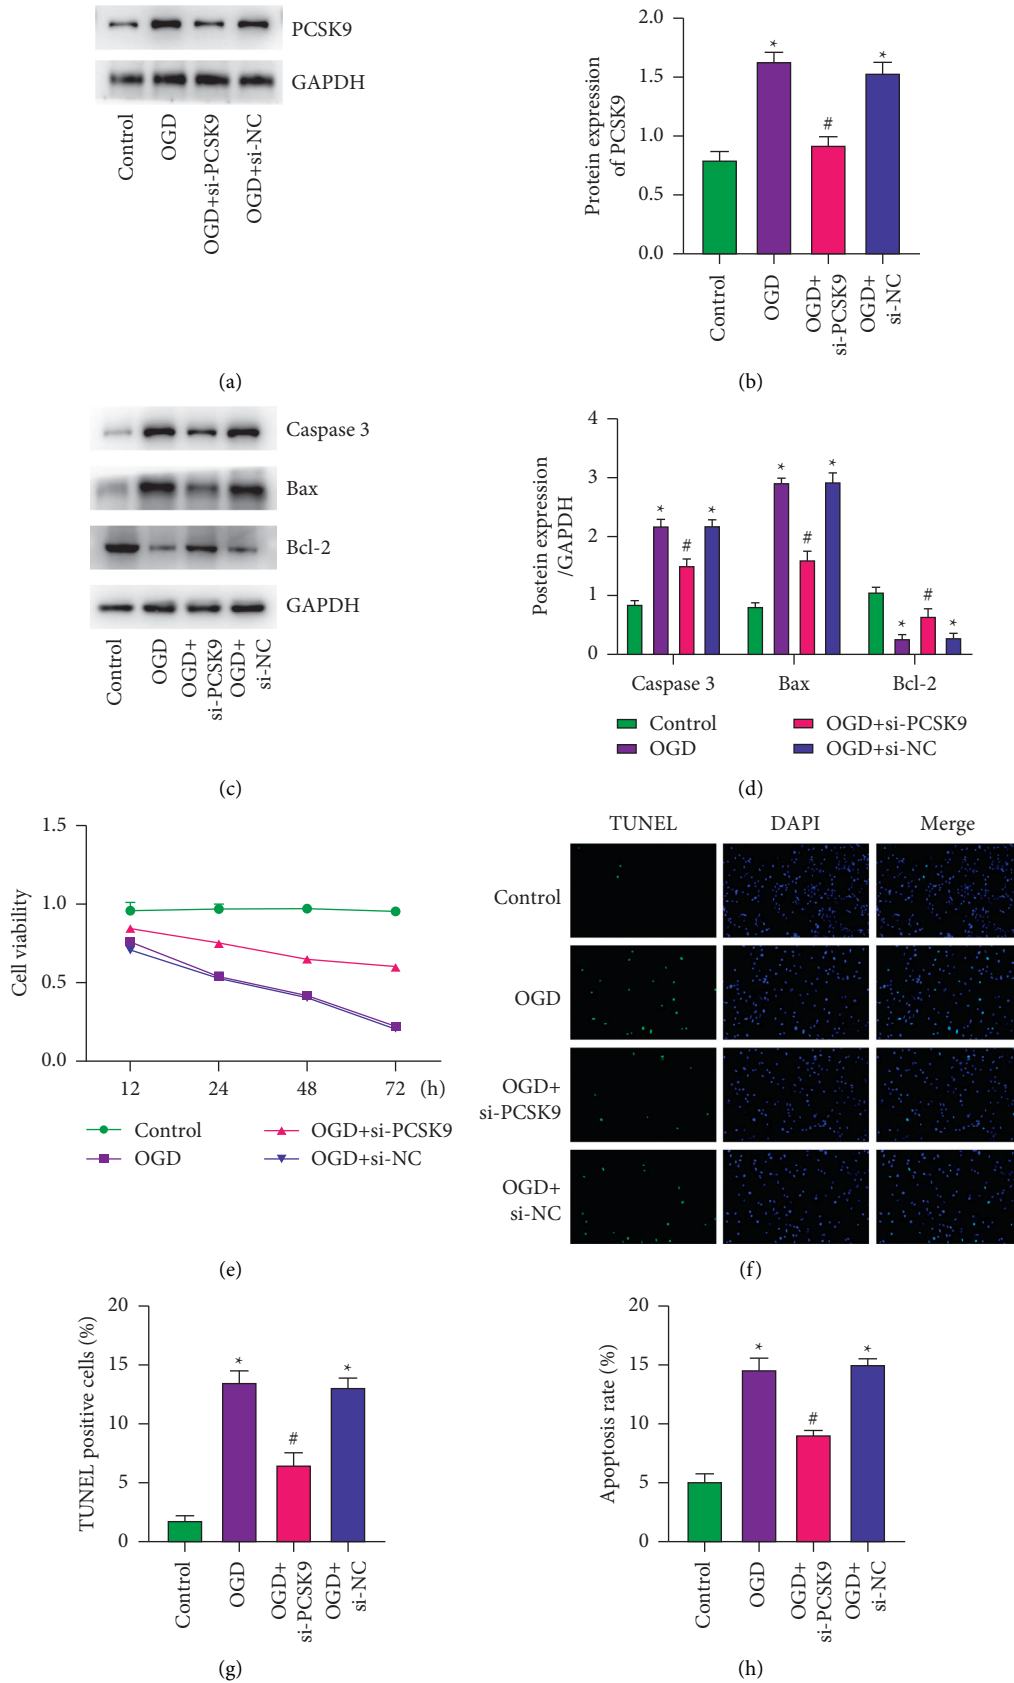 PCSK9
GAPDH
Control
OGD
OGD+si-PCSK9
OGD+si-NC
(a)
Protein expression
of PCSK9
2.0
1.5
1.0
0.5
0.0
*
#
*
Control
OGD
OGD+
si-PCSK9
OGD+
si-NC
(b)
Caspase 3
Bax
Bcl-2
GAPDH
Control
OGD
OGD+
si-PCSK9
OGD+
si-NC
(c)
Postein expression
/GAPDH
4
3
2
1
0
*
#
*
*
#
*
*
#
*
Caspase 3 Bax Bcl-2
Control OGD+si-PCSK9
OGD OGD+si-NC
(d)
Cell viability
1.5
1.0
0.5
0.0
12 24 48 72 (h)
Control OGD+si-PCSK9
OGD OGD+si-NC
(e)
TUNEL DAPI Merge
Control
OGD
OGD+
si-PCSK9
OGD+
si-NC
(f)
TUNEL positive cells (%)
20
15
10
5
0
*
#
*
Control
OGD
OGD+
si-PCSK9
OGD+
si-NC
(g)
Apoptosis rate (%)
20
15
10
5
0
*
#
*
Control
OGD
OGD+
si-PCSK9
OGD+
si-NC
(h)